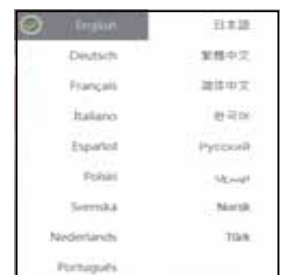 English
Deutsch
Français
Italiano
Español
Polski
Svenska
Nederlands
Português
日本語
繁體中文
简体中文
한국어
Русский
العربيّة
Norsk
Türk